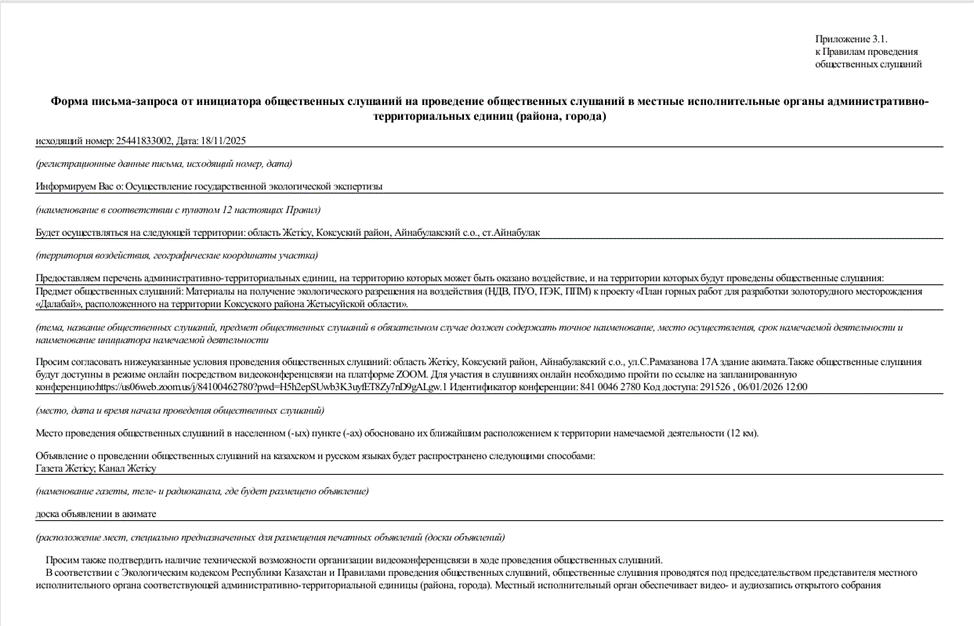 Приложение 3.1.
к Правилам проведения
общественных слушаний
Форма письма-запроса от инициатора общественных слушаний на проведение общественных слушаний в местные исполнительные органы административно-
территориальных единиц (района, города)
исходящий номер: 25441833002, Дата: 18/11/2025
(регистрационные данные письма, исходящий номер, дата)
Информируем Вас о: Осуществление государственной экологической экспертизы
(наименование в соответствии с пунктом 12 настоящих Правил)
Будет осуществляться на следующей территории: область Жетісу, Коксуский район, Айнабулакский с.о., ст.Айнабулак
(территория воздействия, географические координаты участка)
Предоставляем перечень административно-территориальных единиц, на территорию которых может быть оказано воздействие, и на территории которых будут проведены общественные слушания:
Предмет общественных слушаний: Материалы на получение экологического разрешения на воздействия (НДВ, ПУО, ПЭК, ППМ) к проекту «План горных работ для разработки золоторудного месторождения
«Далабай», расположенного на территории Коксуского района Жетысуйской области».
(тема, название общественных слушаний, предмет общественных слушаний в обязательном случае должен содержать точное наименование, место осуществления, срок намечаемой деятельности и
наименование инициатора намечаемой деятельности
Просим согласовать нижеуказанные условия проведения общественных слушаний: область Жетісу, Коксуский район, Айнабулакский с.о., ул.С.Рамазанова 17А здание акимата.Также общественные слушания
будут доступны в режиме онлайн посредством видеоконференцсвязи на платформе ZOOM. Для участия в слушаниях онлайн необходимо пройти по ссылке на запланированную
конференцию:https://us06web.zoom.us/j/84100462780?pwd=H5h2epSUwb3K3uyfET8Zy7nD9gALgw.1 Идентификатор конференции: 841 0046 2780 Код доступа: 291526 , 06/01/2026 12:00
(место, дата и время начала проведения общественных слушаний)
Место проведения общественных слушаний в населенном (-ых) пункте (-ах) обосновано их ближайшим расположением к территории намечаемой деятельности (12 км).
Объявление о проведении общественных слушаний на казахском и русском языках будет распространено следующими способами:
Газета Жетісу; Канал Жетісу
(наменование газеты, теле- и радиоканала, где будет размещено объявление)
доска объявлении в акимате
(расположение мест, специально предназначенных для размещения печатных объявлений (доски объявлений)
Просим также подтвердить наличие технической возможности организации видеоконференцсвязи в ходе проведения общественных слушаний.
В соответствии с Экологическим кодексом Республики Казахстан и Правилами проведения общественных слушаний, общественные слушания проводятся под председательством представителя местного
исполнительного органа соответствующей административно-территориальной единицы (района, города). Местный исполнительный орган обеспечивает видео- и аудиозапись открытого собрания